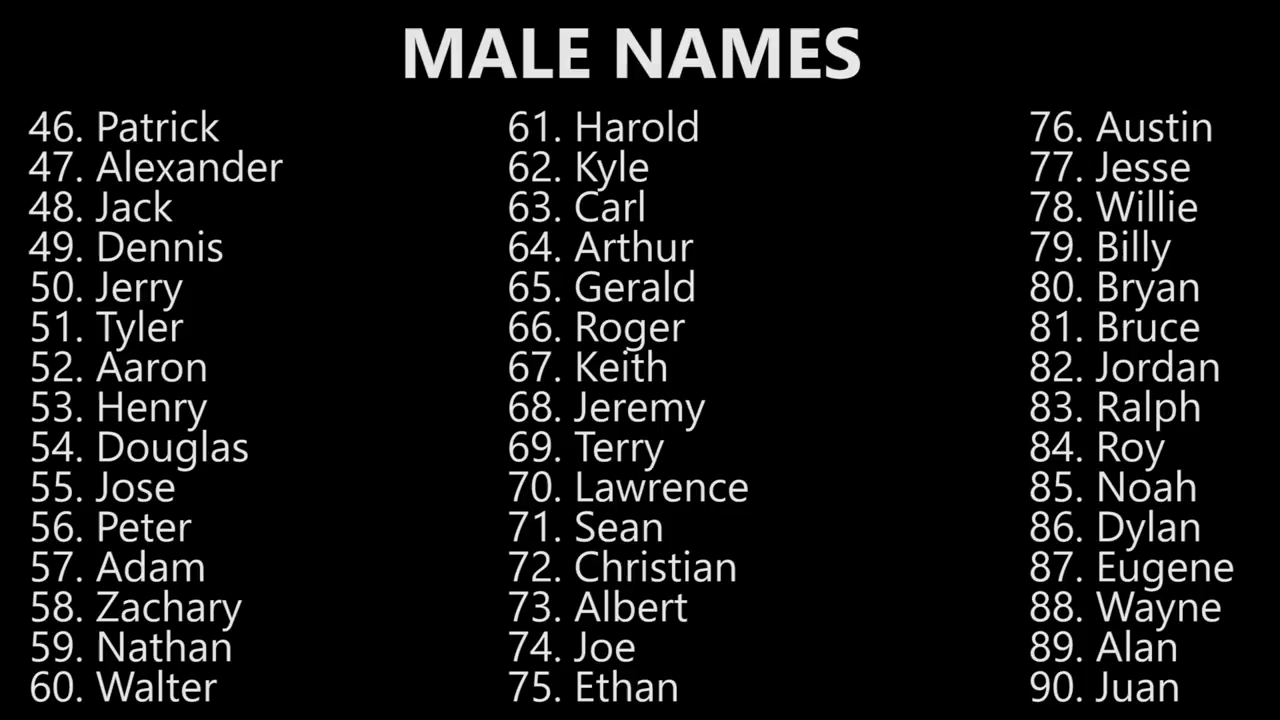 MALE NAMES
46. Patrick
47. Alexander
48. Jack
49. Dennis
50. Jerry
51. Tyler
52. Aaron
53. Henry
54. Douglas
55. Jose
56. Peter
57. Adam
58. Zachary
59. Nathan
60. Walter
61. Harold
62. Kyle
63. Carl
64. Arthur
65. Gerald
66. Roger
67. Keith
68. Jeremy
69. Terry
70. Lawrence
71. Sean
72. Christian
73. Albert
74. Joe
75. Ethan
76. Austin
77. Jesse
78. Willie
79. Billy
80. Bryan
81. Bruce
82. Jordan
83. Ralph
84. Roy
85. Noah
86. Dylan
87. Eugene
88. Wayne
89. Alan
90. Juan